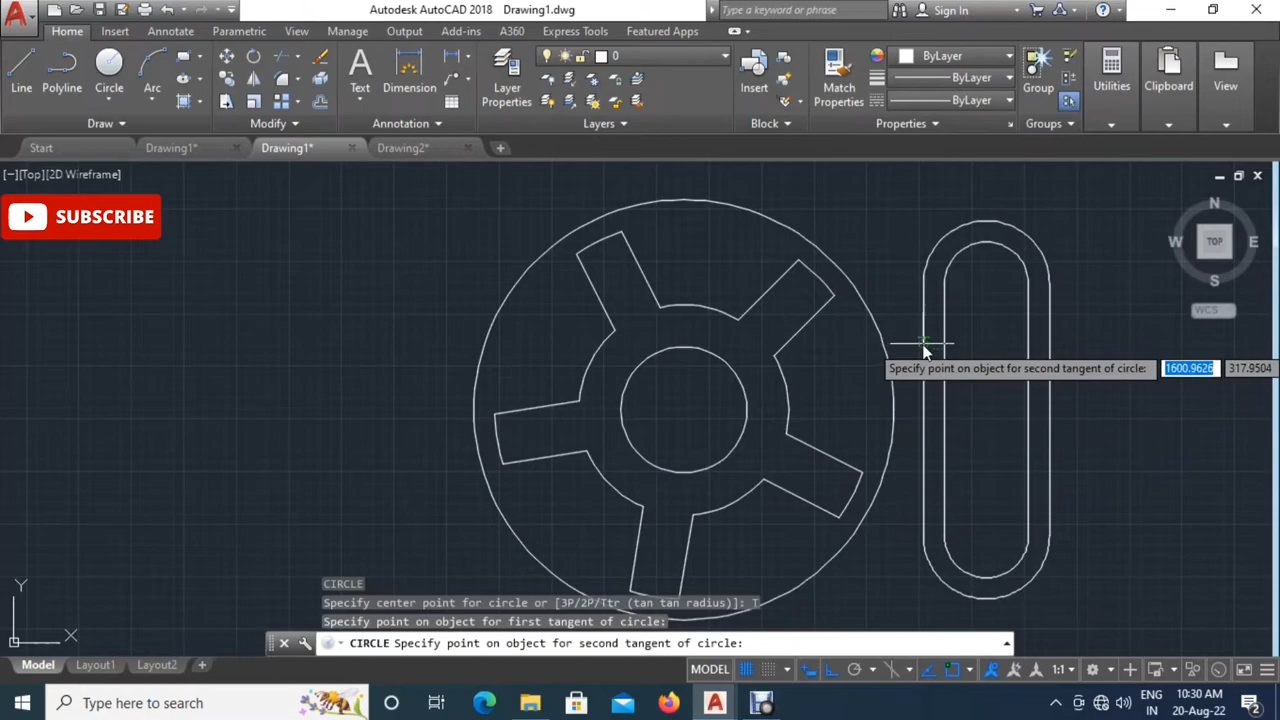 Autodesk AutoCAD 2018 Drawing1.dwg
Type a keyword or phrase
Sign In
Home Insert Annotate Parametric View Manage Output Add-ins A360 Express Tools Featured Apps
0
ByLayer
ByLayer
ByLayer
Line Polyline Circle Arc Text Dimension Layer Properties Insert Match Properties Group Utilities Clipboard View
Draw Modify Annotation Layers Block Properties Groups
Start Drawing1* Drawing1* Drawing2*
[−][Top][2D Wireframe]
SUBSCRIBE
N
W TOP E
S
WCS
Specify point on object for second tangent of circle: 1600.9626 317.9504
Y
X
CIRCLE
Specify center point for circle or [3P/2P/Ttr (tan tan radius)]: T
Specify point on object for first tangent of circle:
CIRCLE Specify point on object for second tangent of circle:
Model Layout1 Layout2
MODEL
1:1
Type here to search
ENG
IN
10:30 AM
20-Aug-22
2